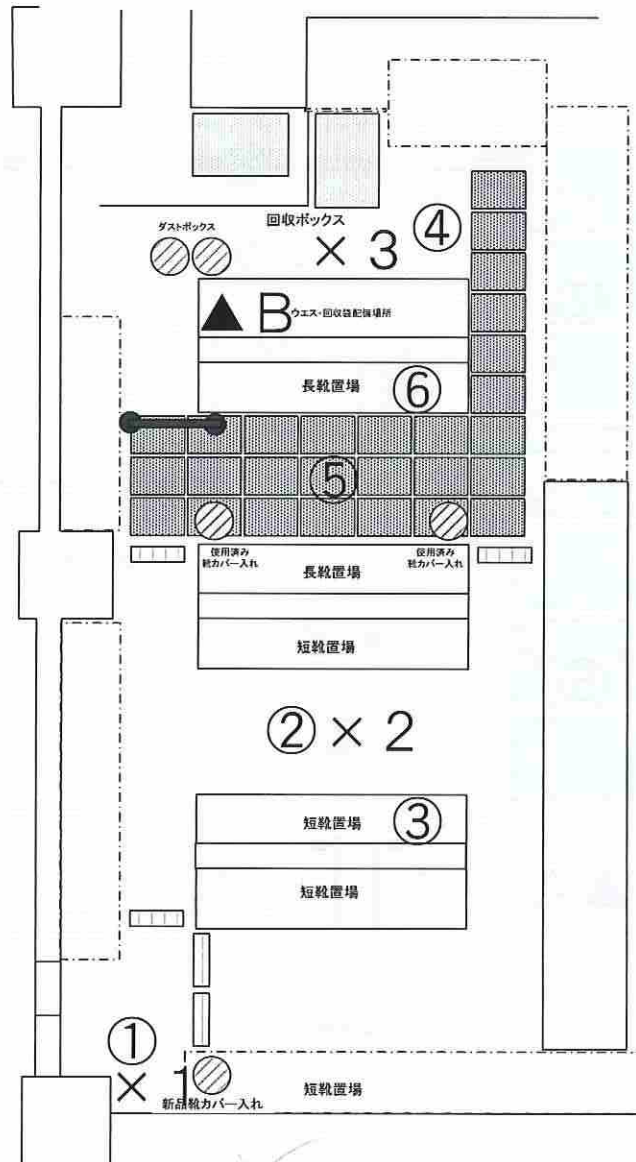 ダストボックス
回収ボックス
× 3
④
▲ B ウエス・回収袋配備場所
長靴置場
⑥
⑤
使用済み
靴カバー入れ
使用済み
靴カバー入れ
長靴置場
短靴置場
② × 2
短靴置場
③
短靴置場
①
× 1
新品靴カバー入れ
短靴置場